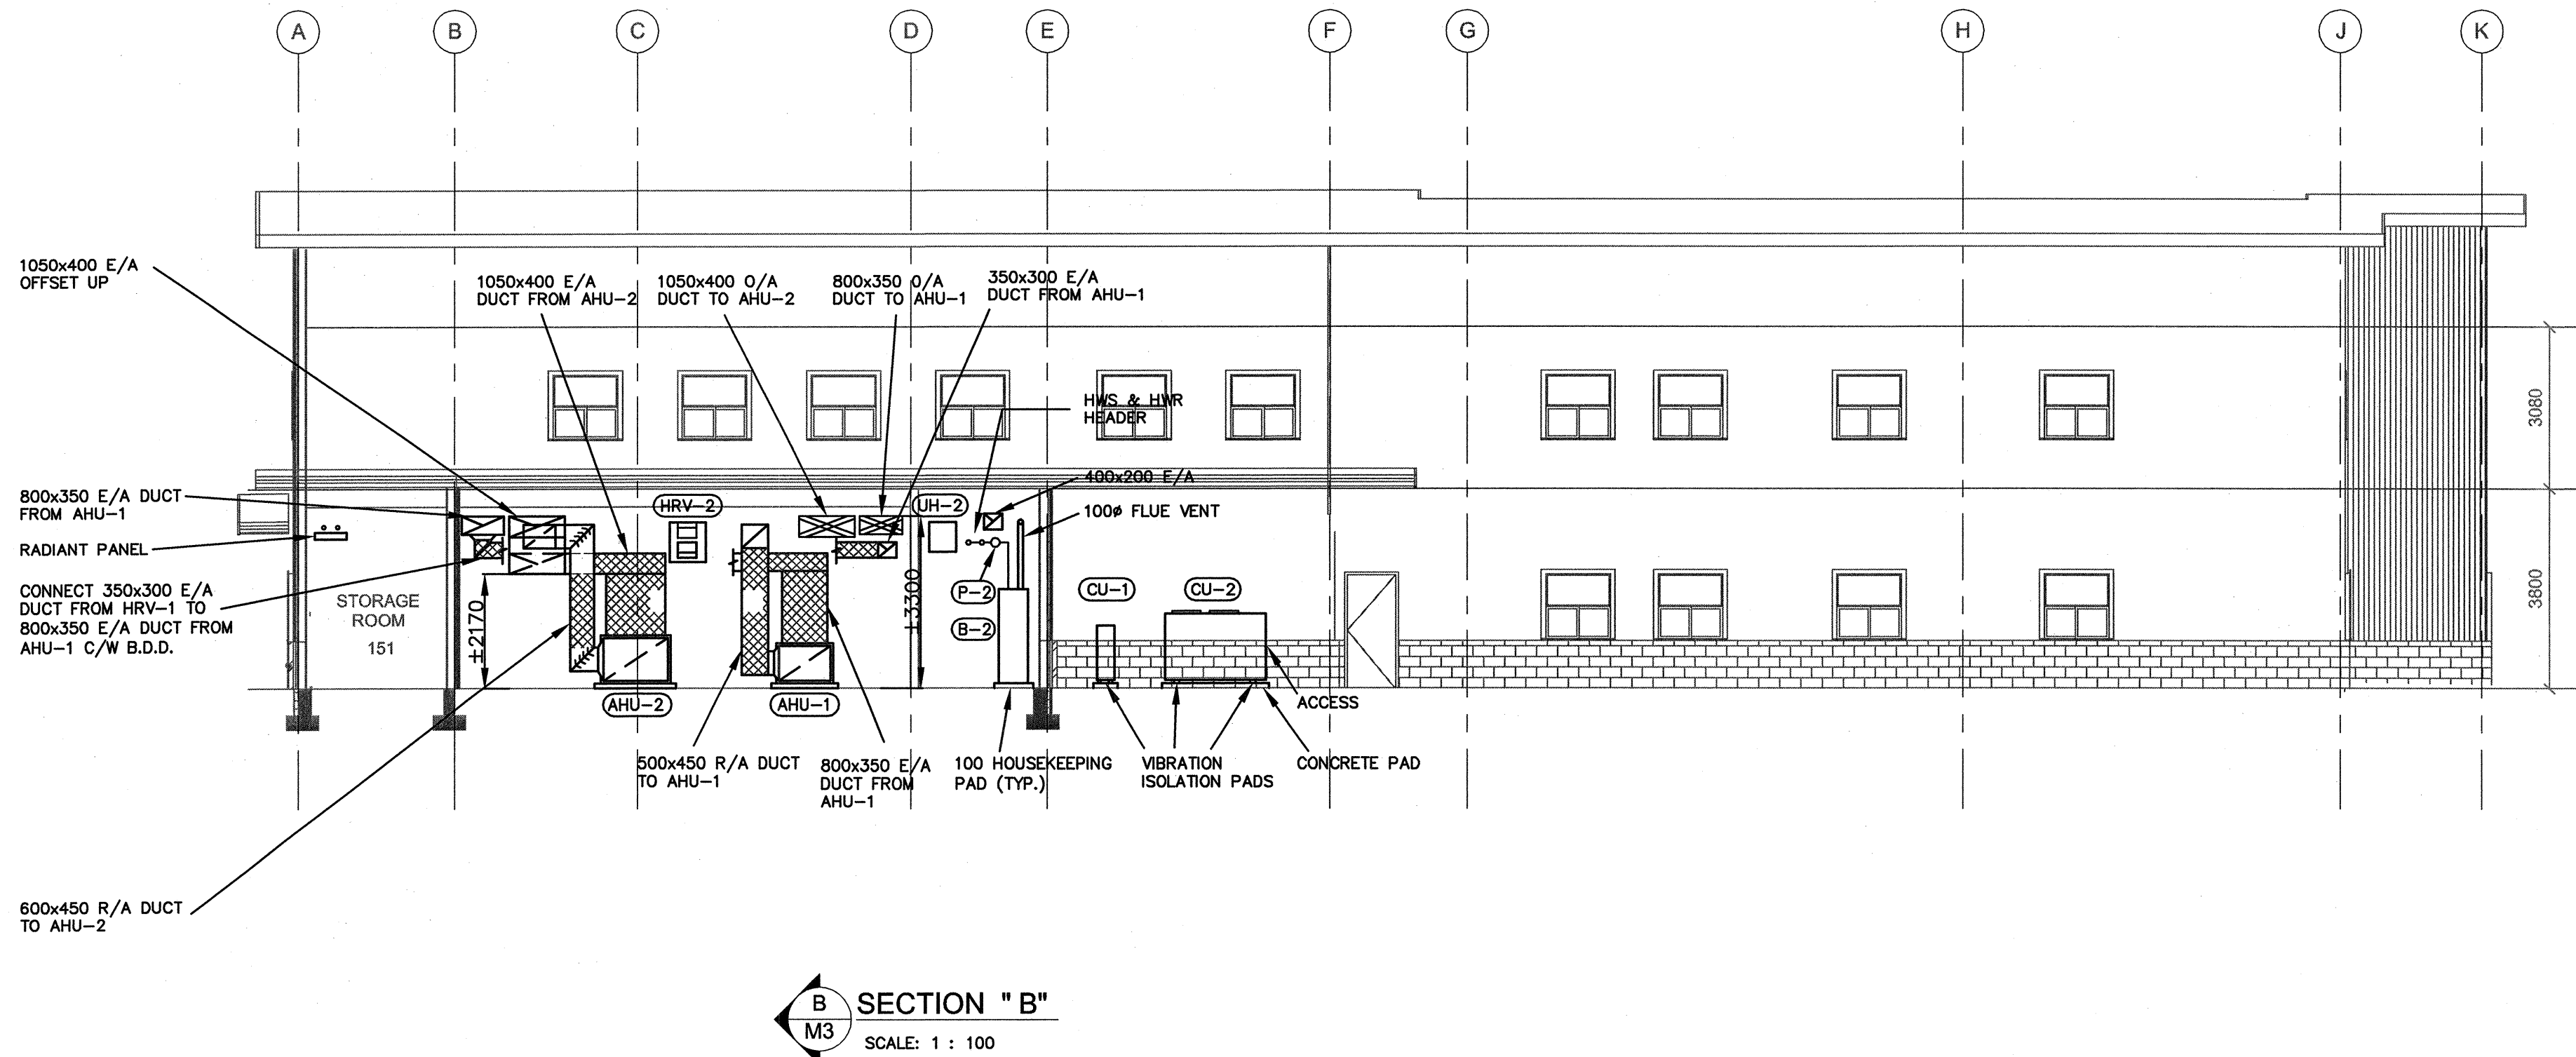 A
B
C
D
E
F
G
H
J
K
1050x400 E/A
OFFSET UP
1050x400 E/A
DUCT FROM AHU-2
1050x400 O/A
DUCT TO AHU-2
800x350 O/A
DUCT TO AHU-1
350x300 E/A
DUCT FROM AHU-1
HWS & HWR
HEADER
3080
800x350 E/A DUCT
FROM AHU-1
HRV-2
UH-2
400x200 E/A
100ø FLUE VENT
RADIANT PANEL
CONNECT 350x300 E/A
DUCT FROM HRV-1 TO
800x350 E/A DUCT FROM
AHU-1 C/W B.D.D.
STORAGE
ROOM
151
±2170
±3300
P-2
B-2
CU-1
CU-2
3800
AHU-2
AHU-1
ACCESS
500x450 R/A DUCT
TO AHU-1
800x350 E/A
DUCT FROM
AHU-1
100 HOUSEKEEPING
PAD (TYP.)
VIBRATION
ISOLATION PADS
CONCRETE PAD
600x450 R/A DUCT
TO AHU-2
B
M3
SECTION "B"
SCALE: 1 : 100